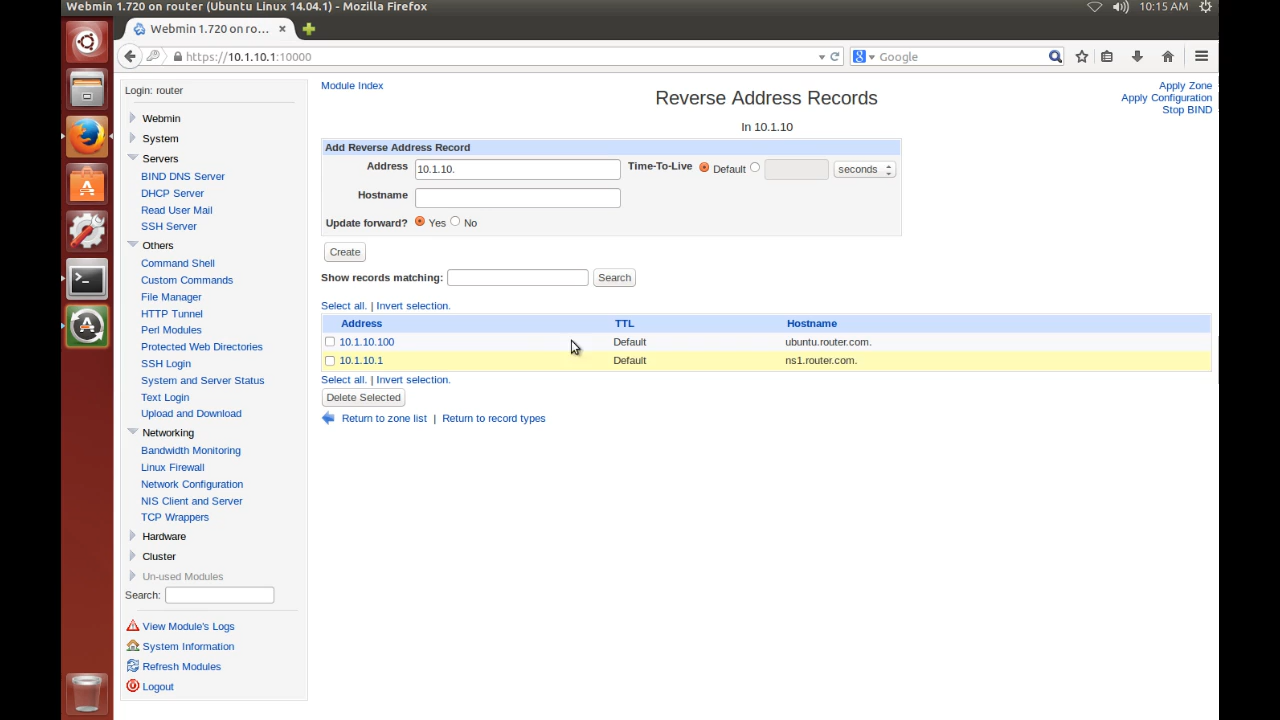 Webmin 1.720 on router (Ubuntu Linux 14.04.1) - Mozilla Firefox
10:15 AM
Webmin 1.720 on ro...
https://10.1.10.1:10000
Google
Login: router
Webmin
System
Servers
BIND DNS Server
DHCP Server
Read User Mail
SSH Server
Others
Command Shell
Custom Commands
File Manager
HTTP Tunnel
Perl Modules
Protected Web Directories
SSH Login
System and Server Status
Text Login
Upload and Download
Networking
Bandwidth Monitoring
Linux Firewall
Network Configuration
NIS Client and Server
TCP Wrappers
Hardware
Cluster
Un-used Modules
Search:
View Module's Logs
System Information
Refresh Modules
Logout
Module Index
Reverse Address Records
In 10.1.10
Apply Zone
Apply Configuration
Stop BIND
Add Reverse Address Record
Address 10.1.10. Time-To-Live Default seconds
Hostname
Update forward? Yes No
Create
Show records matching: Search
Select all. | Invert selection.
Address TTL Hostname
10.1.10.100 Default ubuntu.router.com.
10.1.10.1 Default ns1.router.com.
Select all. | Invert selection.
Delete Selected
Return to zone list | Return to record types